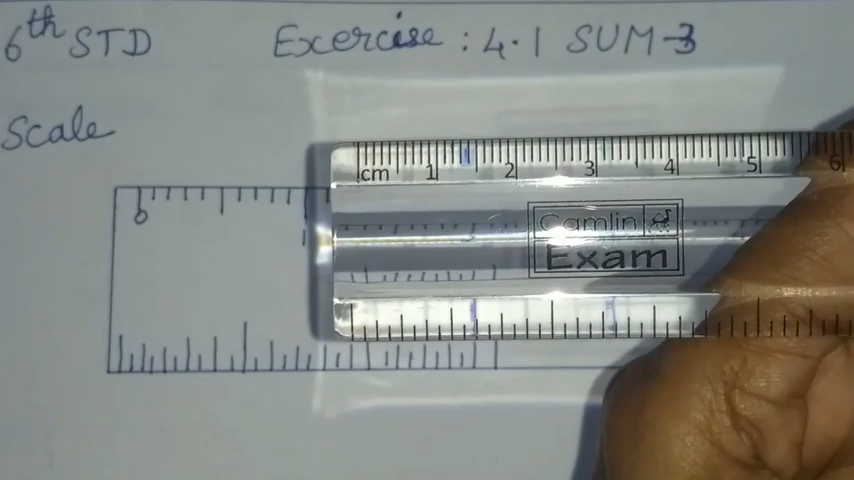 6th STD Exercise : 4.1 SUM-3
Scale
cm 1 2 3 4 5 6
0
Camlin
Exam